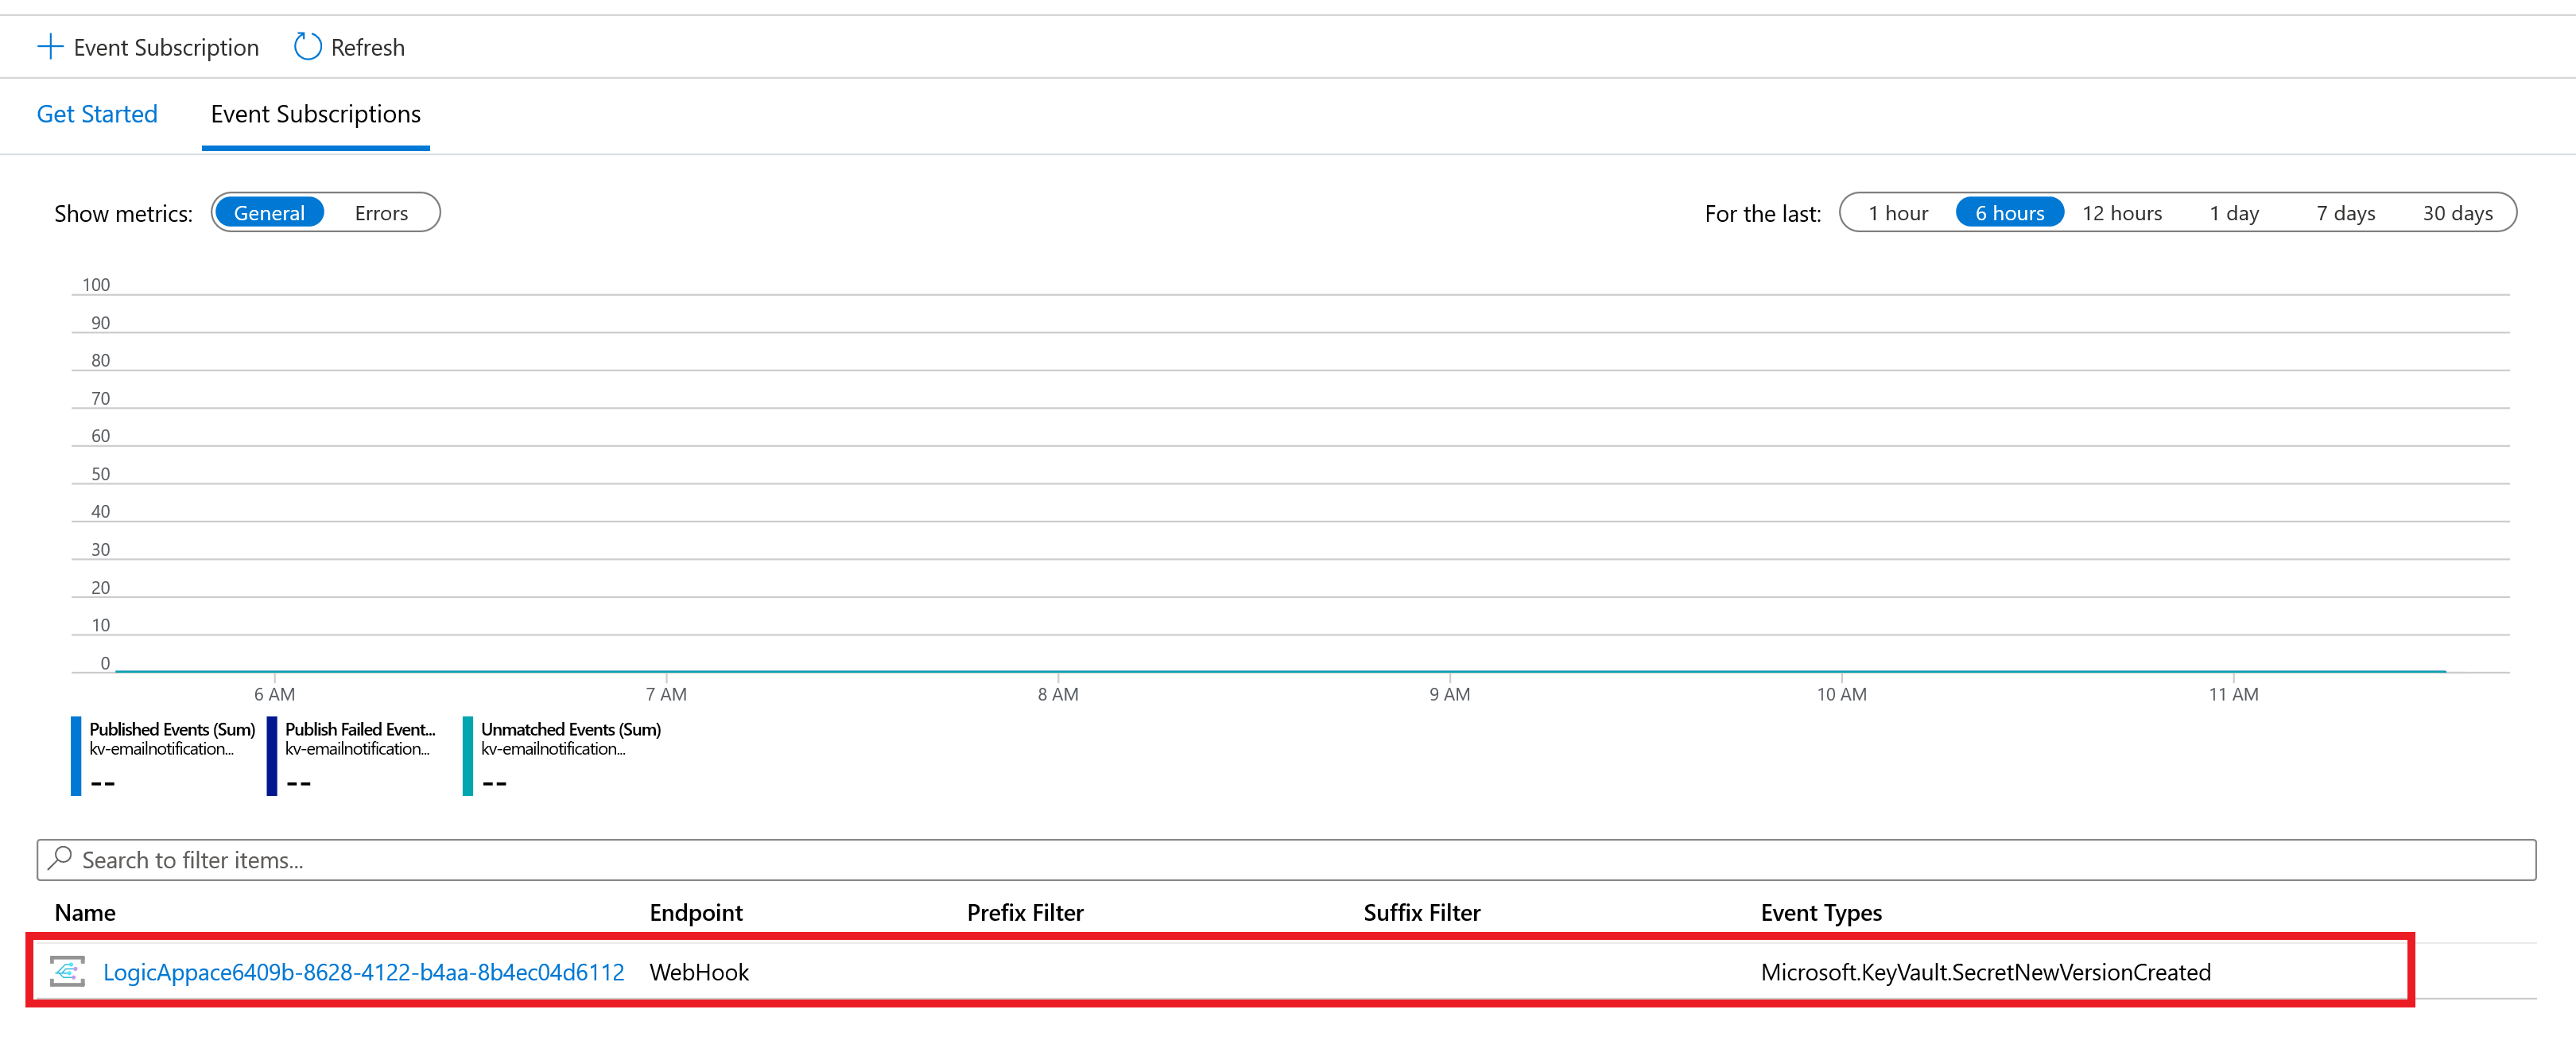 Event Subscription Refresh
Get Started Event Subscriptions
Show metrics: General Errors For the last: 1 hour 6 hours 12 hours 1 day 7 days 30 days
100
90
80
70
60
50
40
30
20
10
0
6 AM 7 AM 8 AM 9 AM 10 AM 11 AM
Published Events (Sum) Publish Failed Event... Unmatched Events (Sum)
kv-emailnotification... kv-emailnotification... kv-emailnotification...
-- -- --
Search to filter items...
Name Endpoint Prefix Filter Suffix Filter Event Types
LogicAppace6409b-8628-4122-b4aa-8b4ec04d6112 WebHook Microsoft.KeyVault.SecretNewVersionCreated